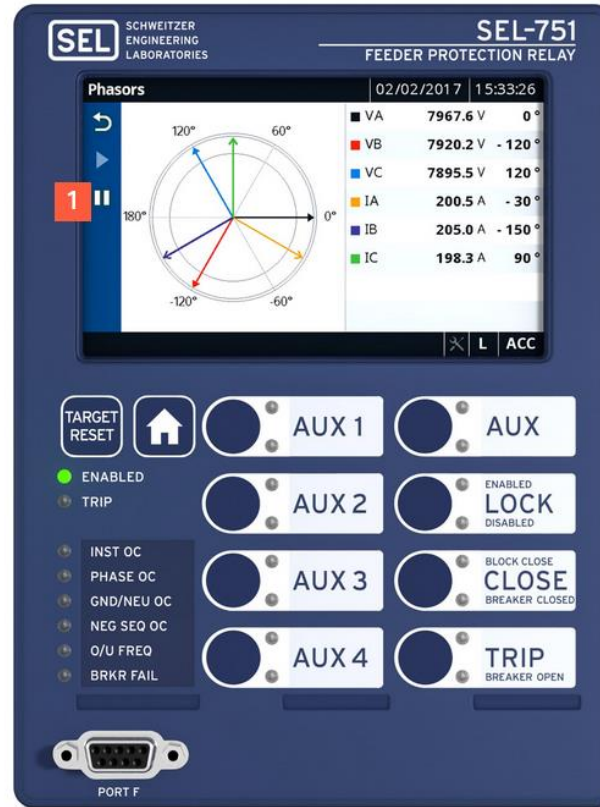 SEL
SCHWEITZER
ENGINEERING
LABORATORIES
SEL-751
FEEDER PROTECTION RELAY
Phasors
02/02/2017 15:33:26
120° 60°
180° 0°
-120° -60°
1
VA 7967.6 V 0°
VB 7920.2 V - 120°
VC 7895.5 V 120°
IA 200.5 A - 30°
IB 205.0 A - 150°
IC 198.3 A 90°
L ACC
TARGET
RESET
AUX 1
AUX
ENABLED
TRIP
AUX 2
ENABLED
LOCK
DISABLED
INST OC
PHASE OC
GND/NEU OC
NEG SEQ OC
O/U FREQ
BRKR FAIL
AUX 3
BLOCK CLOSE
CLOSE
BREAKER CLOSED
AUX 4
TRIP
BREAKER OPEN
PORT F